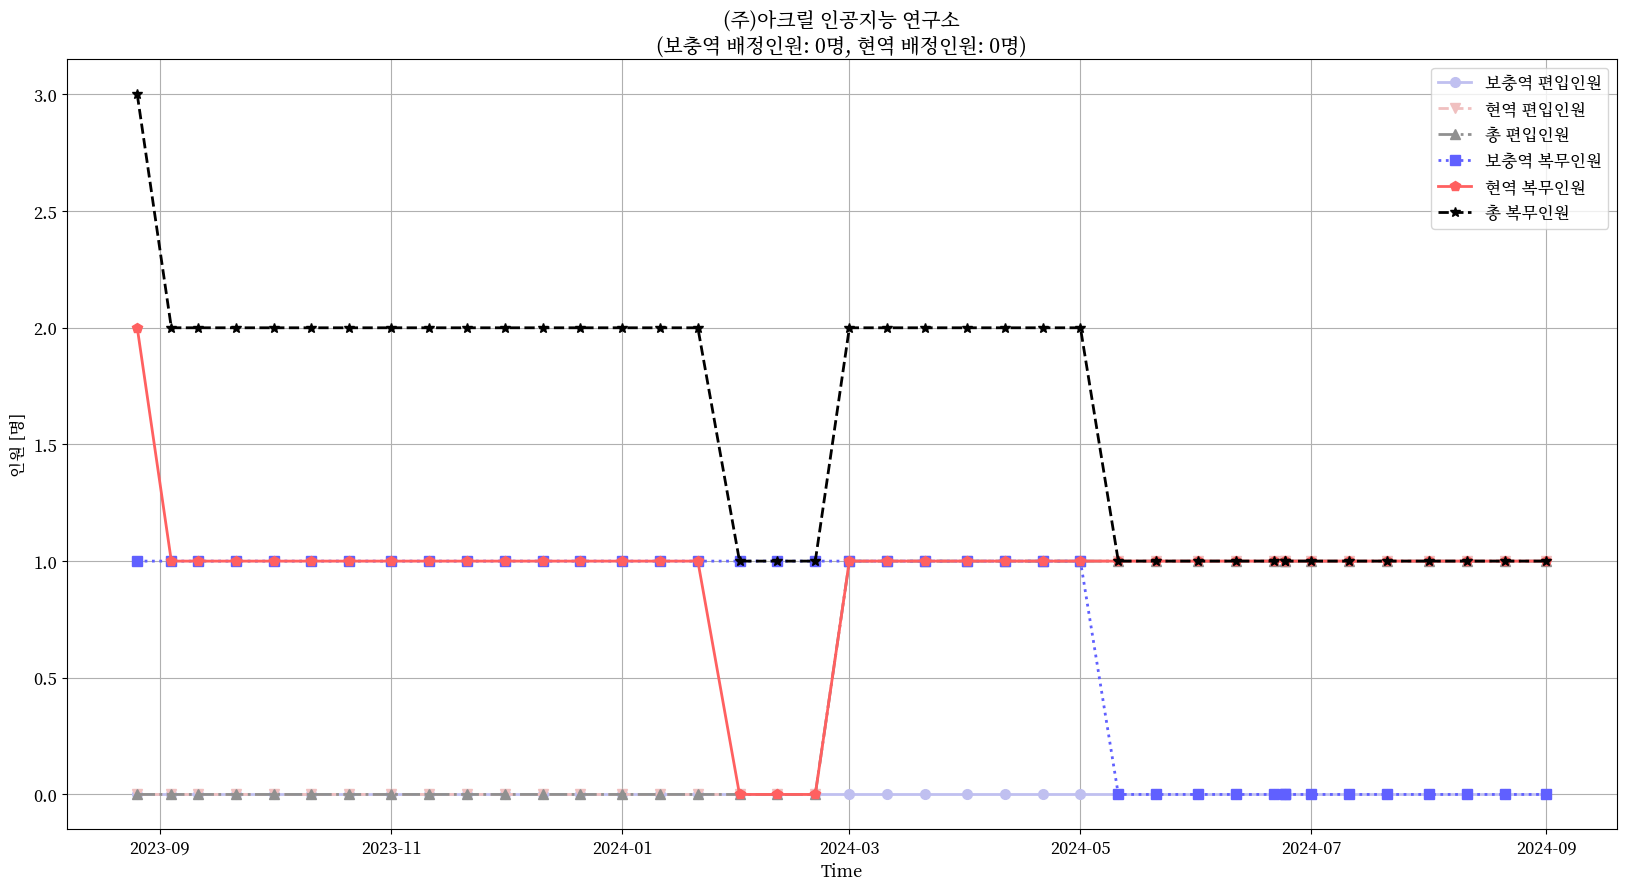 (주)아크릴 인공지능 연구소
(보충역 배정인원: 0명, 현역 배정인원: 0명)
보충역 편입인원
현역 편입인원
총 편입인원
보충역 복무인원
현역 복무인원
총 복무인원
인원 [명]
3.0
2.5
2.0
1.5
1.0
0.5
0.0
2023-09 2023-11 2024-01 2024-03 2024-05 2024-07 2024-09
Time